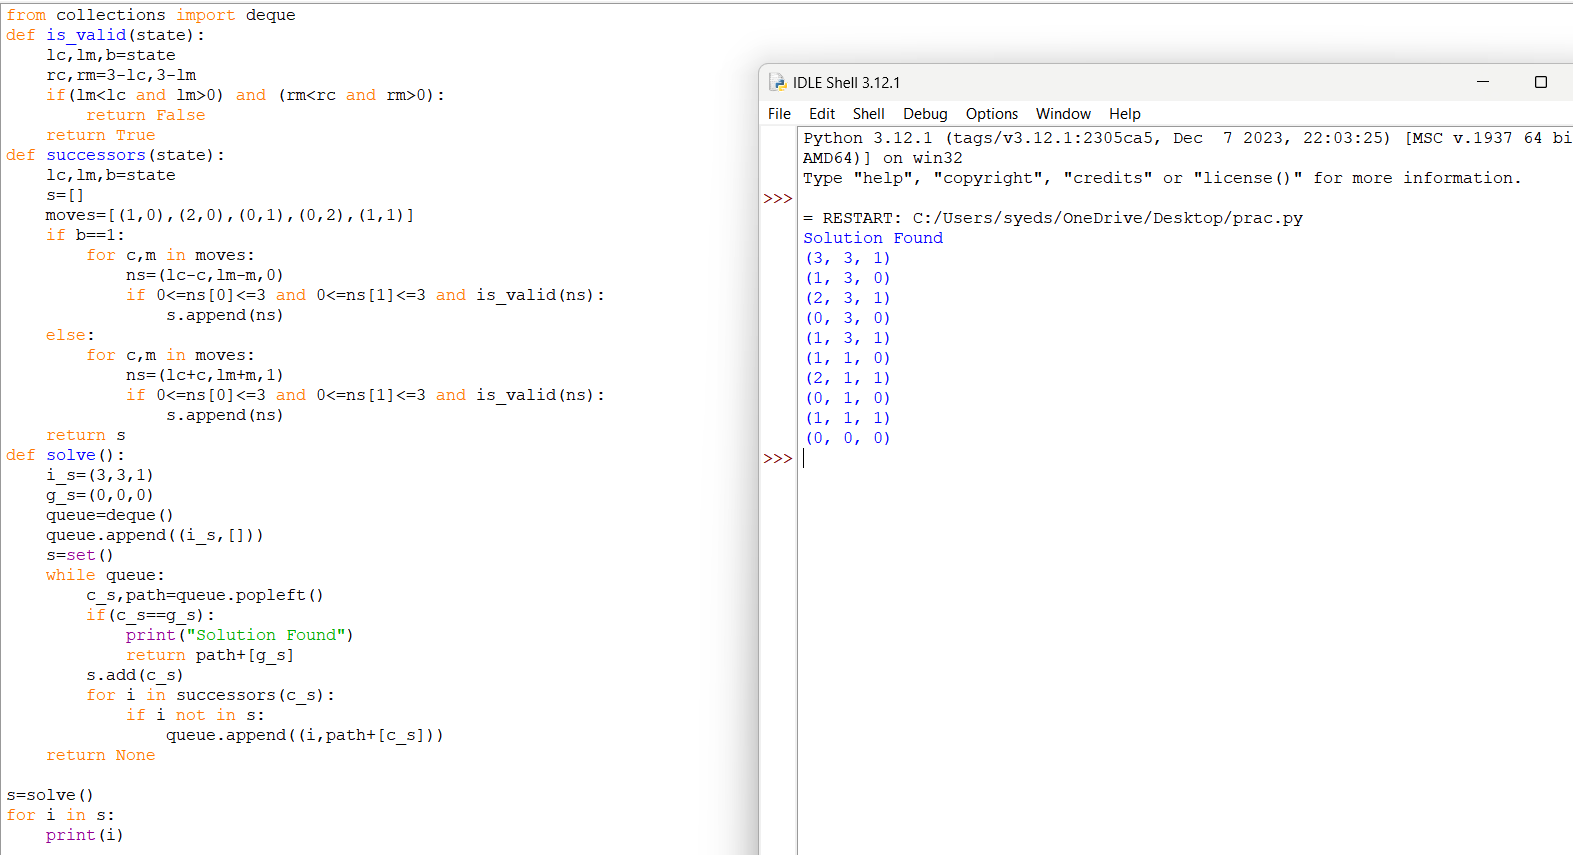 from collections import deque
def is_valid(state):
    lc,lm,b=state
    rc,rm=3-lc,3-lm
    if(lm<lc and lm>0) and (rm<rc and rm>0):
        return False
    return True
def successors(state):
    lc,lm,b=state
    s=[]
    moves=[(1,0),(2,0),(0,1),(0,2),(1,1)]
    if b==1:
        for c,m in moves:
            ns=(lc-c,lm-m,0)
            if 0<=ns[0]<=3 and 0<=ns[1]<=3 and is_valid(ns):
                s.append(ns)
    else:
        for c,m in moves:
            ns=(lc+c,lm+m,1)
            if 0<=ns[0]<=3 and 0<=ns[1]<=3 and is_valid(ns):
                s.append(ns)
    return s
def solve():
    i_s=(3,3,1)
    g_s=(0,0,0)
    queue=deque()
    queue.append((i_s,[]))
    s=set()
    while queue:
        c_s,path=queue.popleft()
        if(c_s==g_s):
            print("Solution Found")
            return path+[g_s]
        s.add(c_s)
        for i in successors(c_s):
            if i not in s:
                queue.append((i,path+[c_s]))
    return None

s=solve()
for i in s:
    print(i)
IDLE Shell 3.12.1
File Edit Shell Debug Options Window Help
Python 3.12.1 (tags/v3.12.1:2305ca5, Dec  7 2023, 22:03:25) [MSC v.1937 64 bi
AMD64)] on win32
Type "help", "copyright", "credits" or "license()" for more information.
>>>
= RESTART: C:/Users/syeds/OneDrive/Desktop/prac.py
Solution Found
(3, 3, 1)
(1, 3, 0)
(2, 3, 1)
(0, 3, 0)
(1, 3, 1)
(1, 1, 0)
(2, 1, 1)
(0, 1, 0)
(1, 1, 1)
(0, 0, 0)
>>>